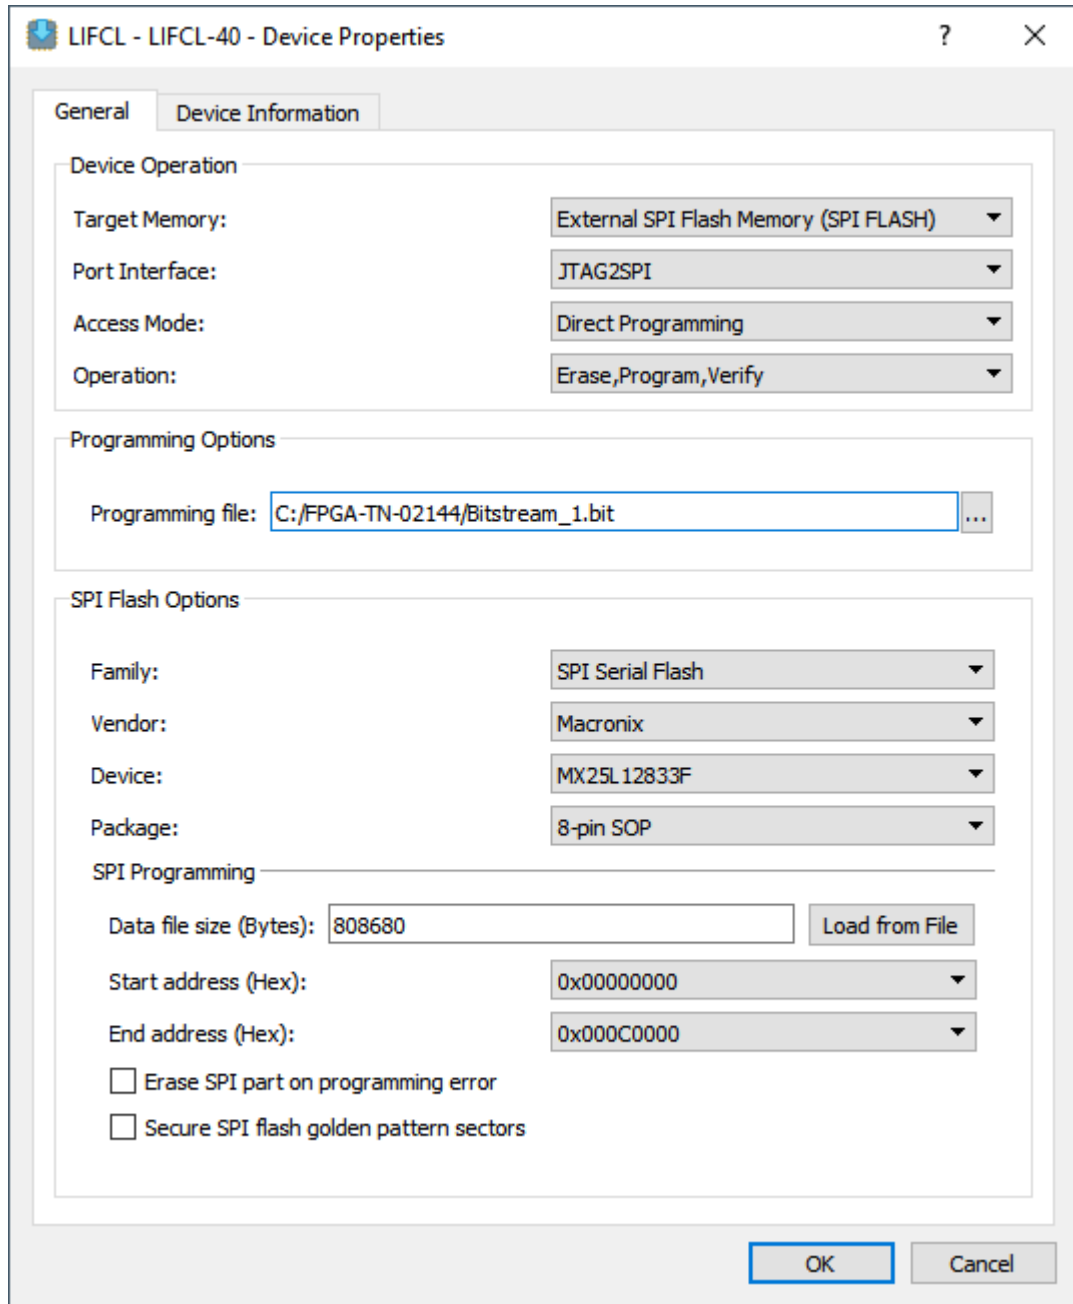 LIFCL - LIFCL-40 - Device Properties ?
General Device Information
Device Operation
Target Memory: External SPI Flash Memory (SPI FLASH)
Port Interface: JTAG2SPI
Access Mode: Direct Programming
Operation: Erase,Program,Verify
Programming Options
Programming file: C:/FPGA-TN-02144/Bitstream_1.bit ...
SPI Flash Options
Family: SPI Serial Flash
Vendor: Macronix
Device: MX25L12833F
Package: 8-pin SOP
SPI Programming
Data file size (Bytes): 808680 Load from File
Start address (Hex): 0x00000000
End address (Hex): 0x000C0000
Erase SPI part on programming error
Secure SPI flash golden pattern sectors
OK Cancel